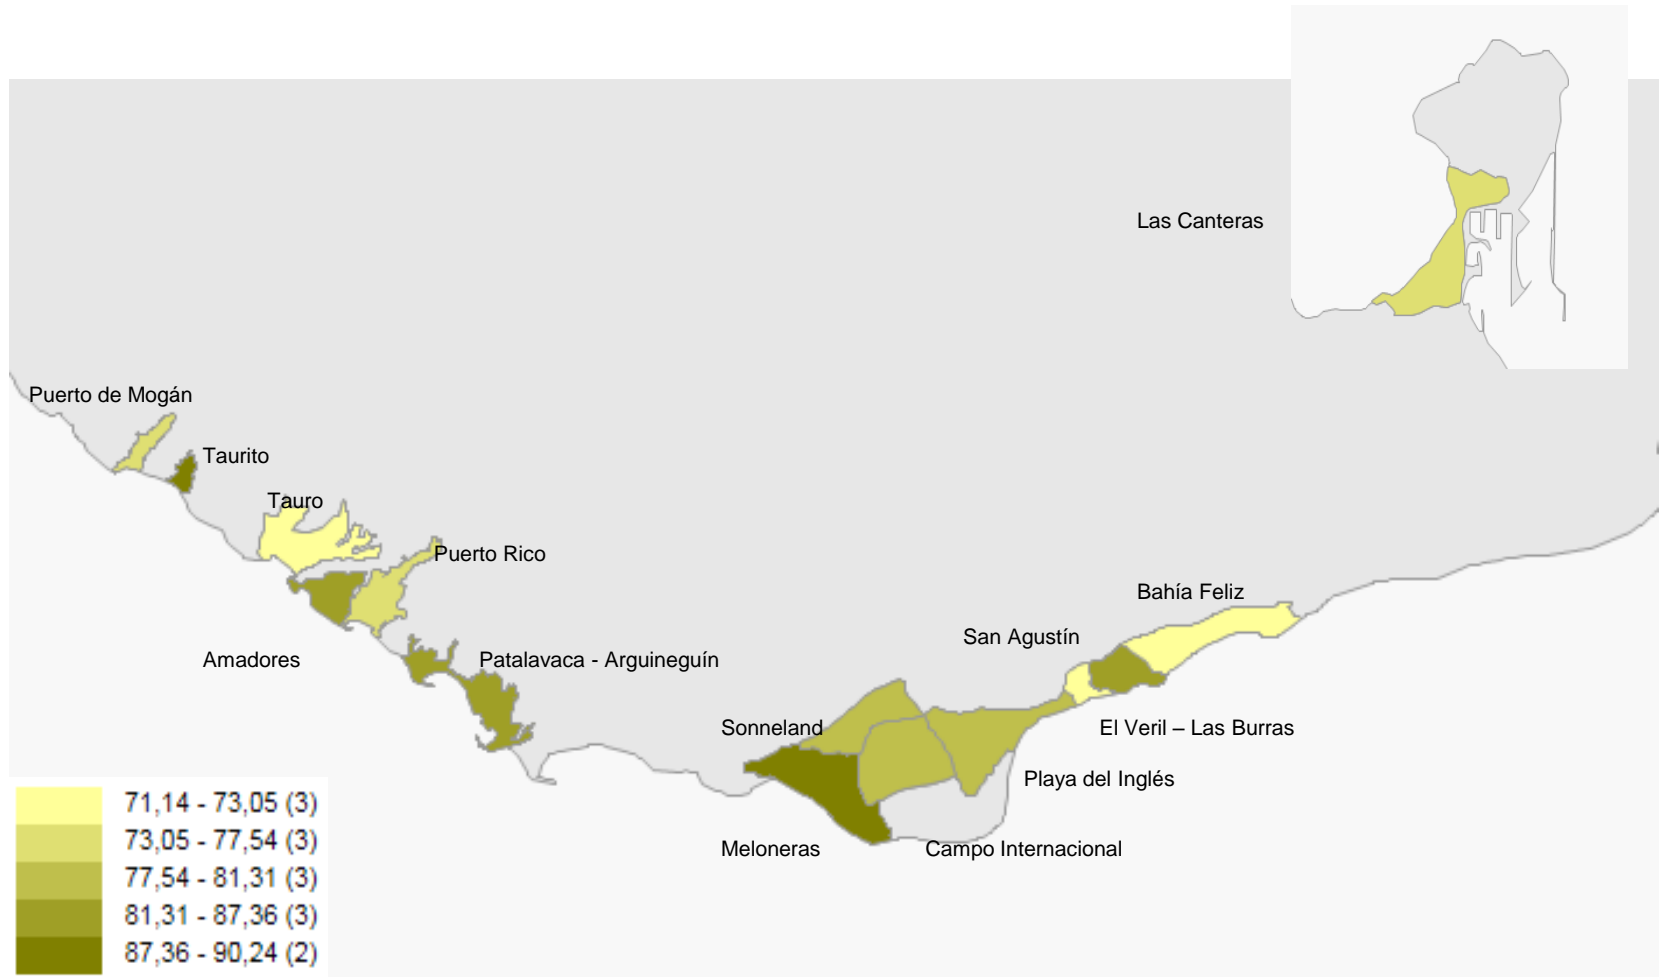 Las Canteras
Puerto de Mogán
Taurito
Tauro
Puerto Rico
Bahía Feliz
San Agustín
Amadores
Patalavaca - Arguineguín
Sonneland
El Veril – Las Burras
Playa del Inglés
Meloneras
Campo Internacional
71,14 - 73,05 (3)
73,05 - 77,54 (3)
77,54 - 81,31 (3)
81,31 - 87,36 (3)
87,36 - 90,24 (2)